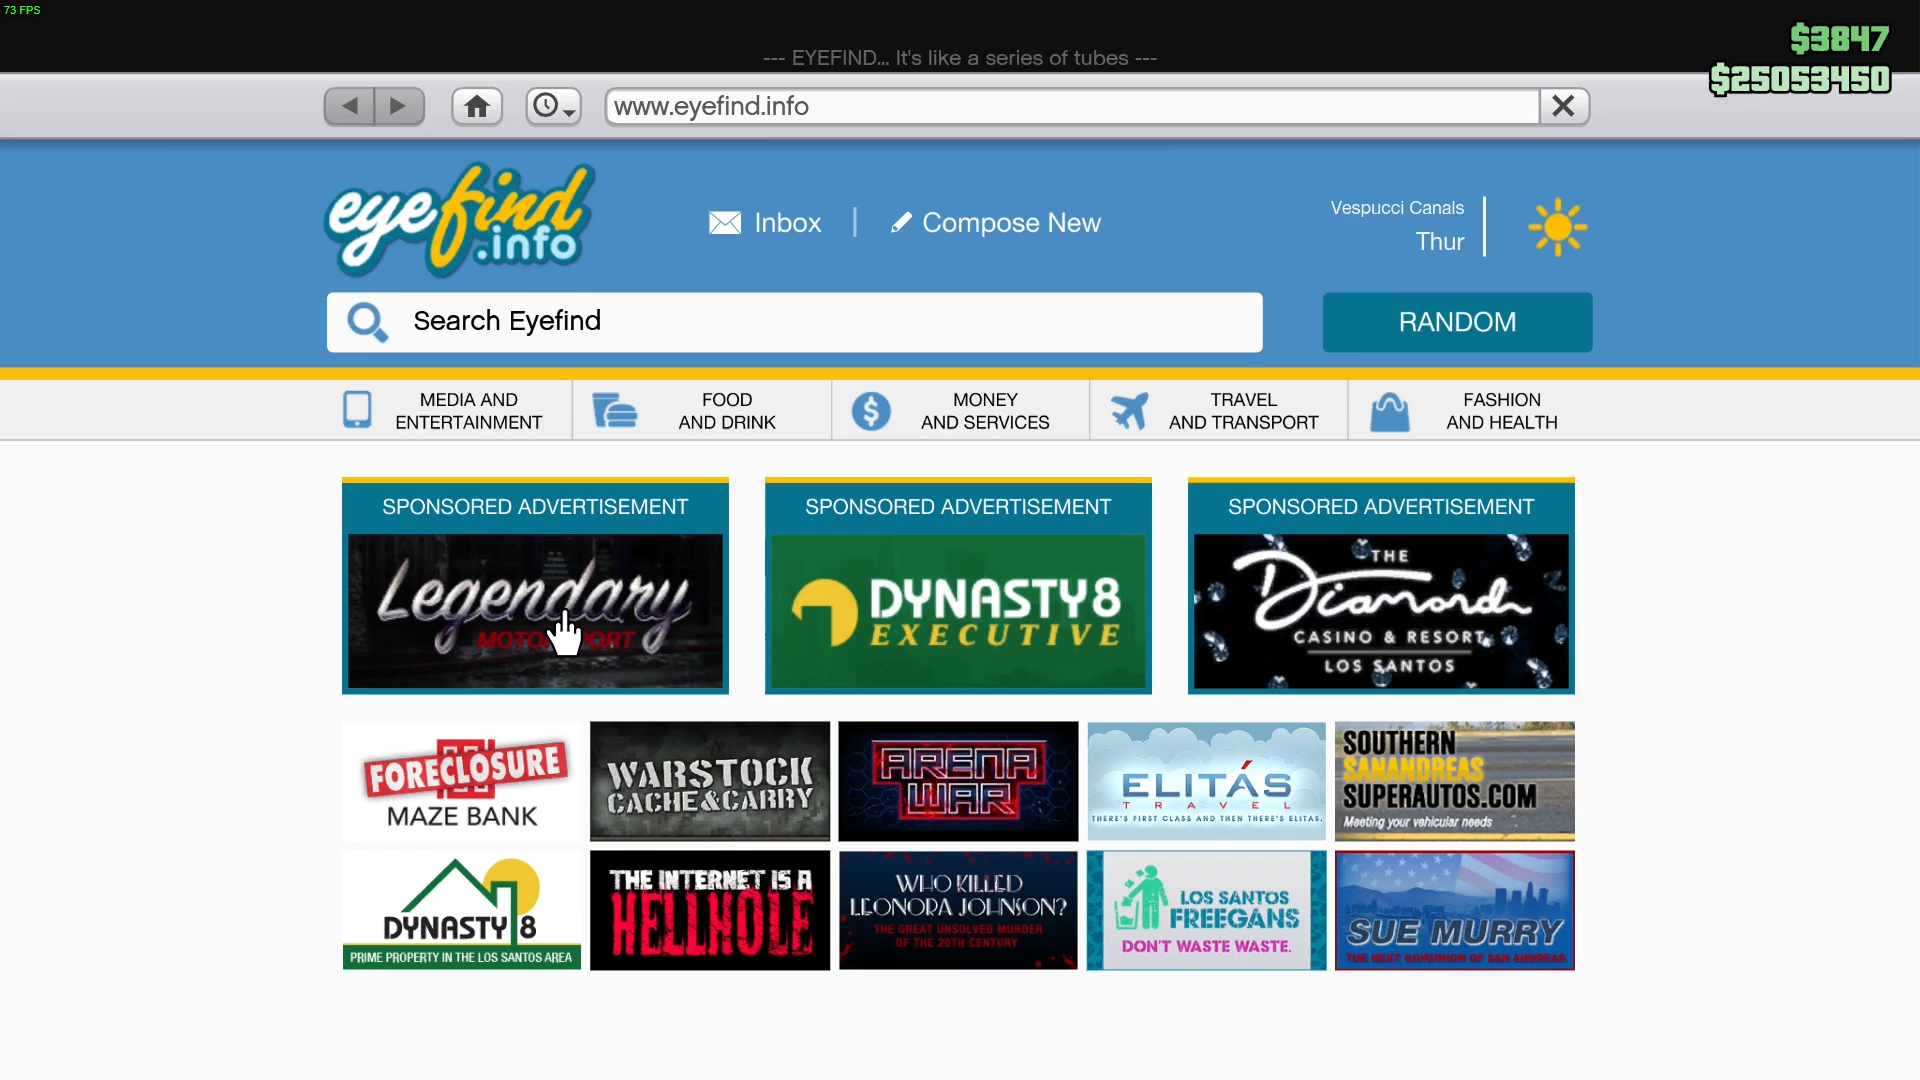 73 FPS
--- EYEFIND... It's like a series of tubes ---
$3847
$25053450
www.eyefind.info
eyefind
.info
Inbox
Compose New
Vespucci Canals
Thur
Search Eyefind
RANDOM
MEDIA AND
ENTERTAINMENT
FOOD
AND DRINK
MONEY
AND SERVICES
TRAVEL
AND TRANSPORT
FASHION
AND HEALTH
SPONSORED ADVERTISEMENT
Legendary
MOTORSPORT
SPONSORED ADVERTISEMENT
DYNASTY8
EXECUTIVE
SPONSORED ADVERTISEMENT
THE
Diamond
CASINO & RESORT
LOS SANTOS
FORECLOSURE
MAZE BANK
WARSTOCK
CACHE&CARRY
ARENA
WAR
ELITÁS
TRAVEL
THERE'S FIRST CLASS AND THEN THERE'S ELITAS.
SOUTHERN
SANANDREAS
SUPERAUTOS.COM
Meeting your vehicular needs
DYNASTY 8
PRIME PROPERTY IN THE LOS SANTOS AREA
THE INTERNET IS A
HELLHOLE
WHO KILLED
LEONORA JOHNSON?
THE GREAT UNSOLVED MURDER
OF THE 20TH CENTURY
LOS SANTOS
FREEGANS
DON'T WASTE WASTE.
SUE MURRY
THE NEXT GOVERNOR OF SAN ANDREAS